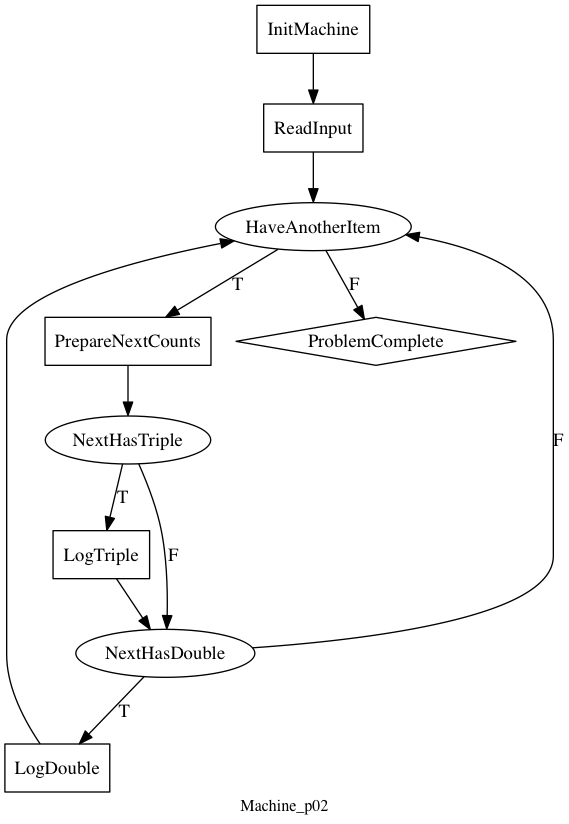 InitMachine
ReadInput
HaveAnotherItem
T
F
PrepareNextCounts
ProblemComplete
NextHasTriple
F
T
LogTriple
F
NextHasDouble
T
LogDouble
Machine_p02